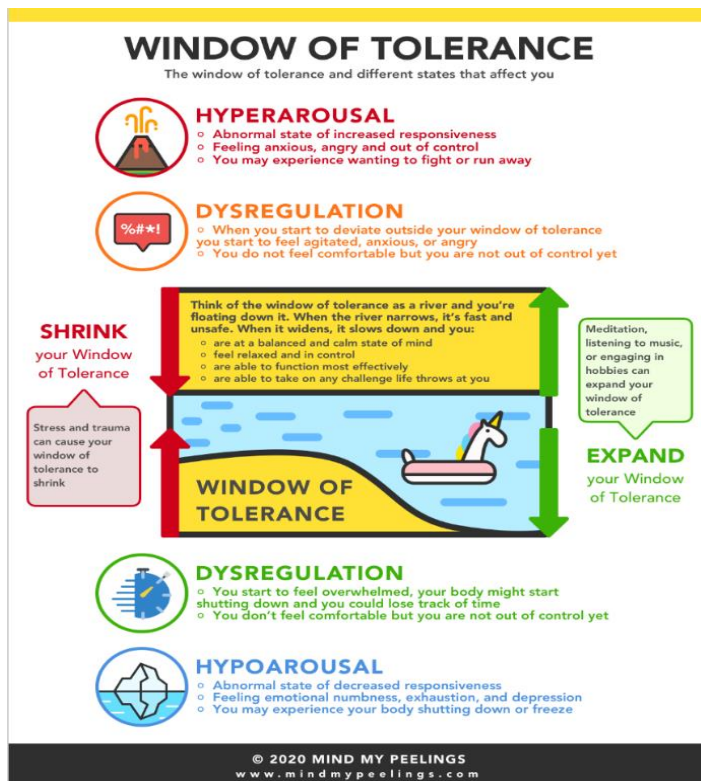 WINDOW OF TOLERANCE
The window of tolerance and different states that affect you
HYPERAROUSAL
Abnormal state of increased responsiveness
Feeling anxious, angry and out of control
You may experience wanting to fight or run away
%#*!
DYSREGULATION
When you start to deviate outside your window of tolerance
you start to feel agitated, anxious, or angry
You do not feel comfortable but you are not out of control yet
SHRINK
your Window
of Tolerance
Stress and trauma
can cause your
window of
tolerance to
shrink
Think of the window of tolerance as a river and you're
floating down it. When the river narrows, it's fast and
unsafe. When it widens, it slows down and you:
are at a balanced and calm state of mind
feel relaxed and in control
are able to function most effectively
are able to take on any challenge life throws at you
WINDOW OF
TOLERANCE
Meditation,
listening to music,
or engaging in
hobbies can
expand your
window of
tolerance
EXPAND
your Window
of Tolerance
DYSREGULATION
You start to feel overwhelmed, your body might start
shutting down and you could lose track of time
You don't feel comfortable but you are not out of control yet
HYPOAROUSAL
Abnormal state of decreased responsiveness
Feeling emotional numbness, exhaustion, and depression
You may experience your body shutting down or freeze
© 2020 MIND MY PEELINGS
www.mindmypeelings.com